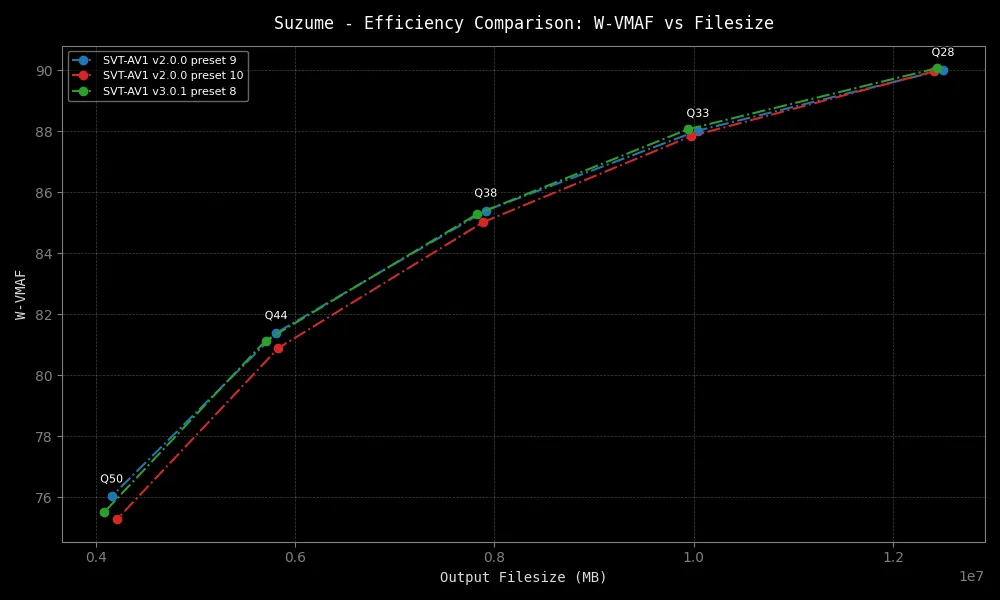 Suzume - Efficiency Comparison: W-VMAF vs Filesize
SVT-AV1 v2.0.0 preset 9
SVT-AV1 v2.0.0 preset 10
SVT-AV1 v3.0.1 preset 8
Q28
Q33
Q38
Q44
Q50
90
88
86
84
82
80
78
76
W-VMAF
0.4
0.6
0.8
1.0
1.2
1e7
Output Filesize (MB)